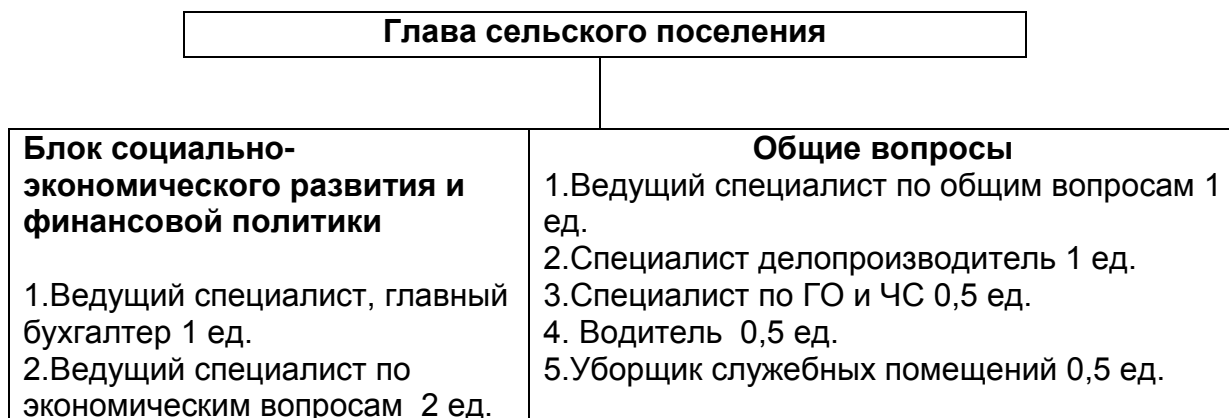 Глава сельского поселения
Блок социально-
экономического развития и
финансовой политики
1.Ведущий специалист, главный
бухгалтер 1 ед.
2.Ведущий специалист по
экономическим вопросам  2 ед.
Общие вопросы
1.Ведущий специалист по общим вопросам 1
ед.
2.Специалист делопроизводитель 1 ед.
3.Специалист по ГО и ЧС 0,5 ед.
4. Водитель  0,5 ед.
5.Уборщик служебных помещений 0,5 ед.